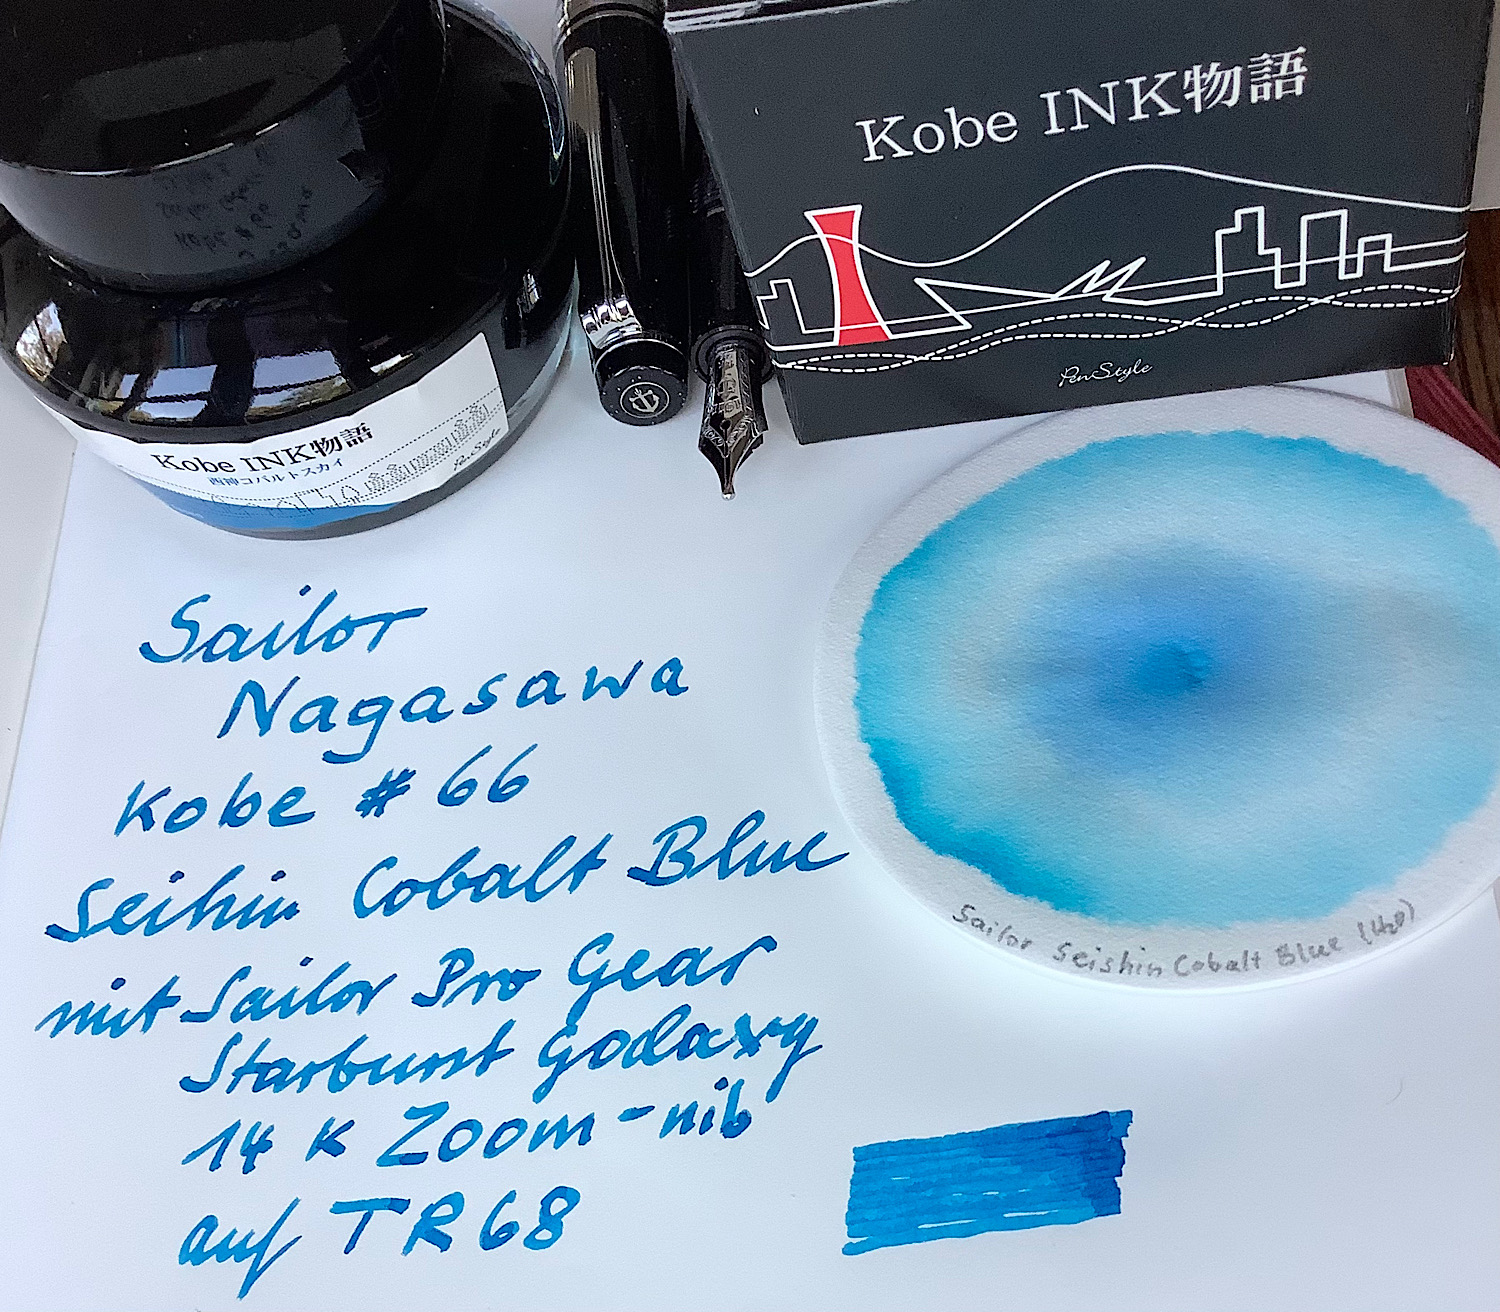 Kobe INK物語
PenStyle
Kobe INK物語
西神コバルトスカイ
PenStyle
Sailor
Nagasawa
Kobe # 66
Seihin Cobalt Blue
mit Sailor Pro Gear
Starburst Galaxy
14 K Zoom-nib
auf TR68
Sailor Seishin Cobalt Blue (H2O)